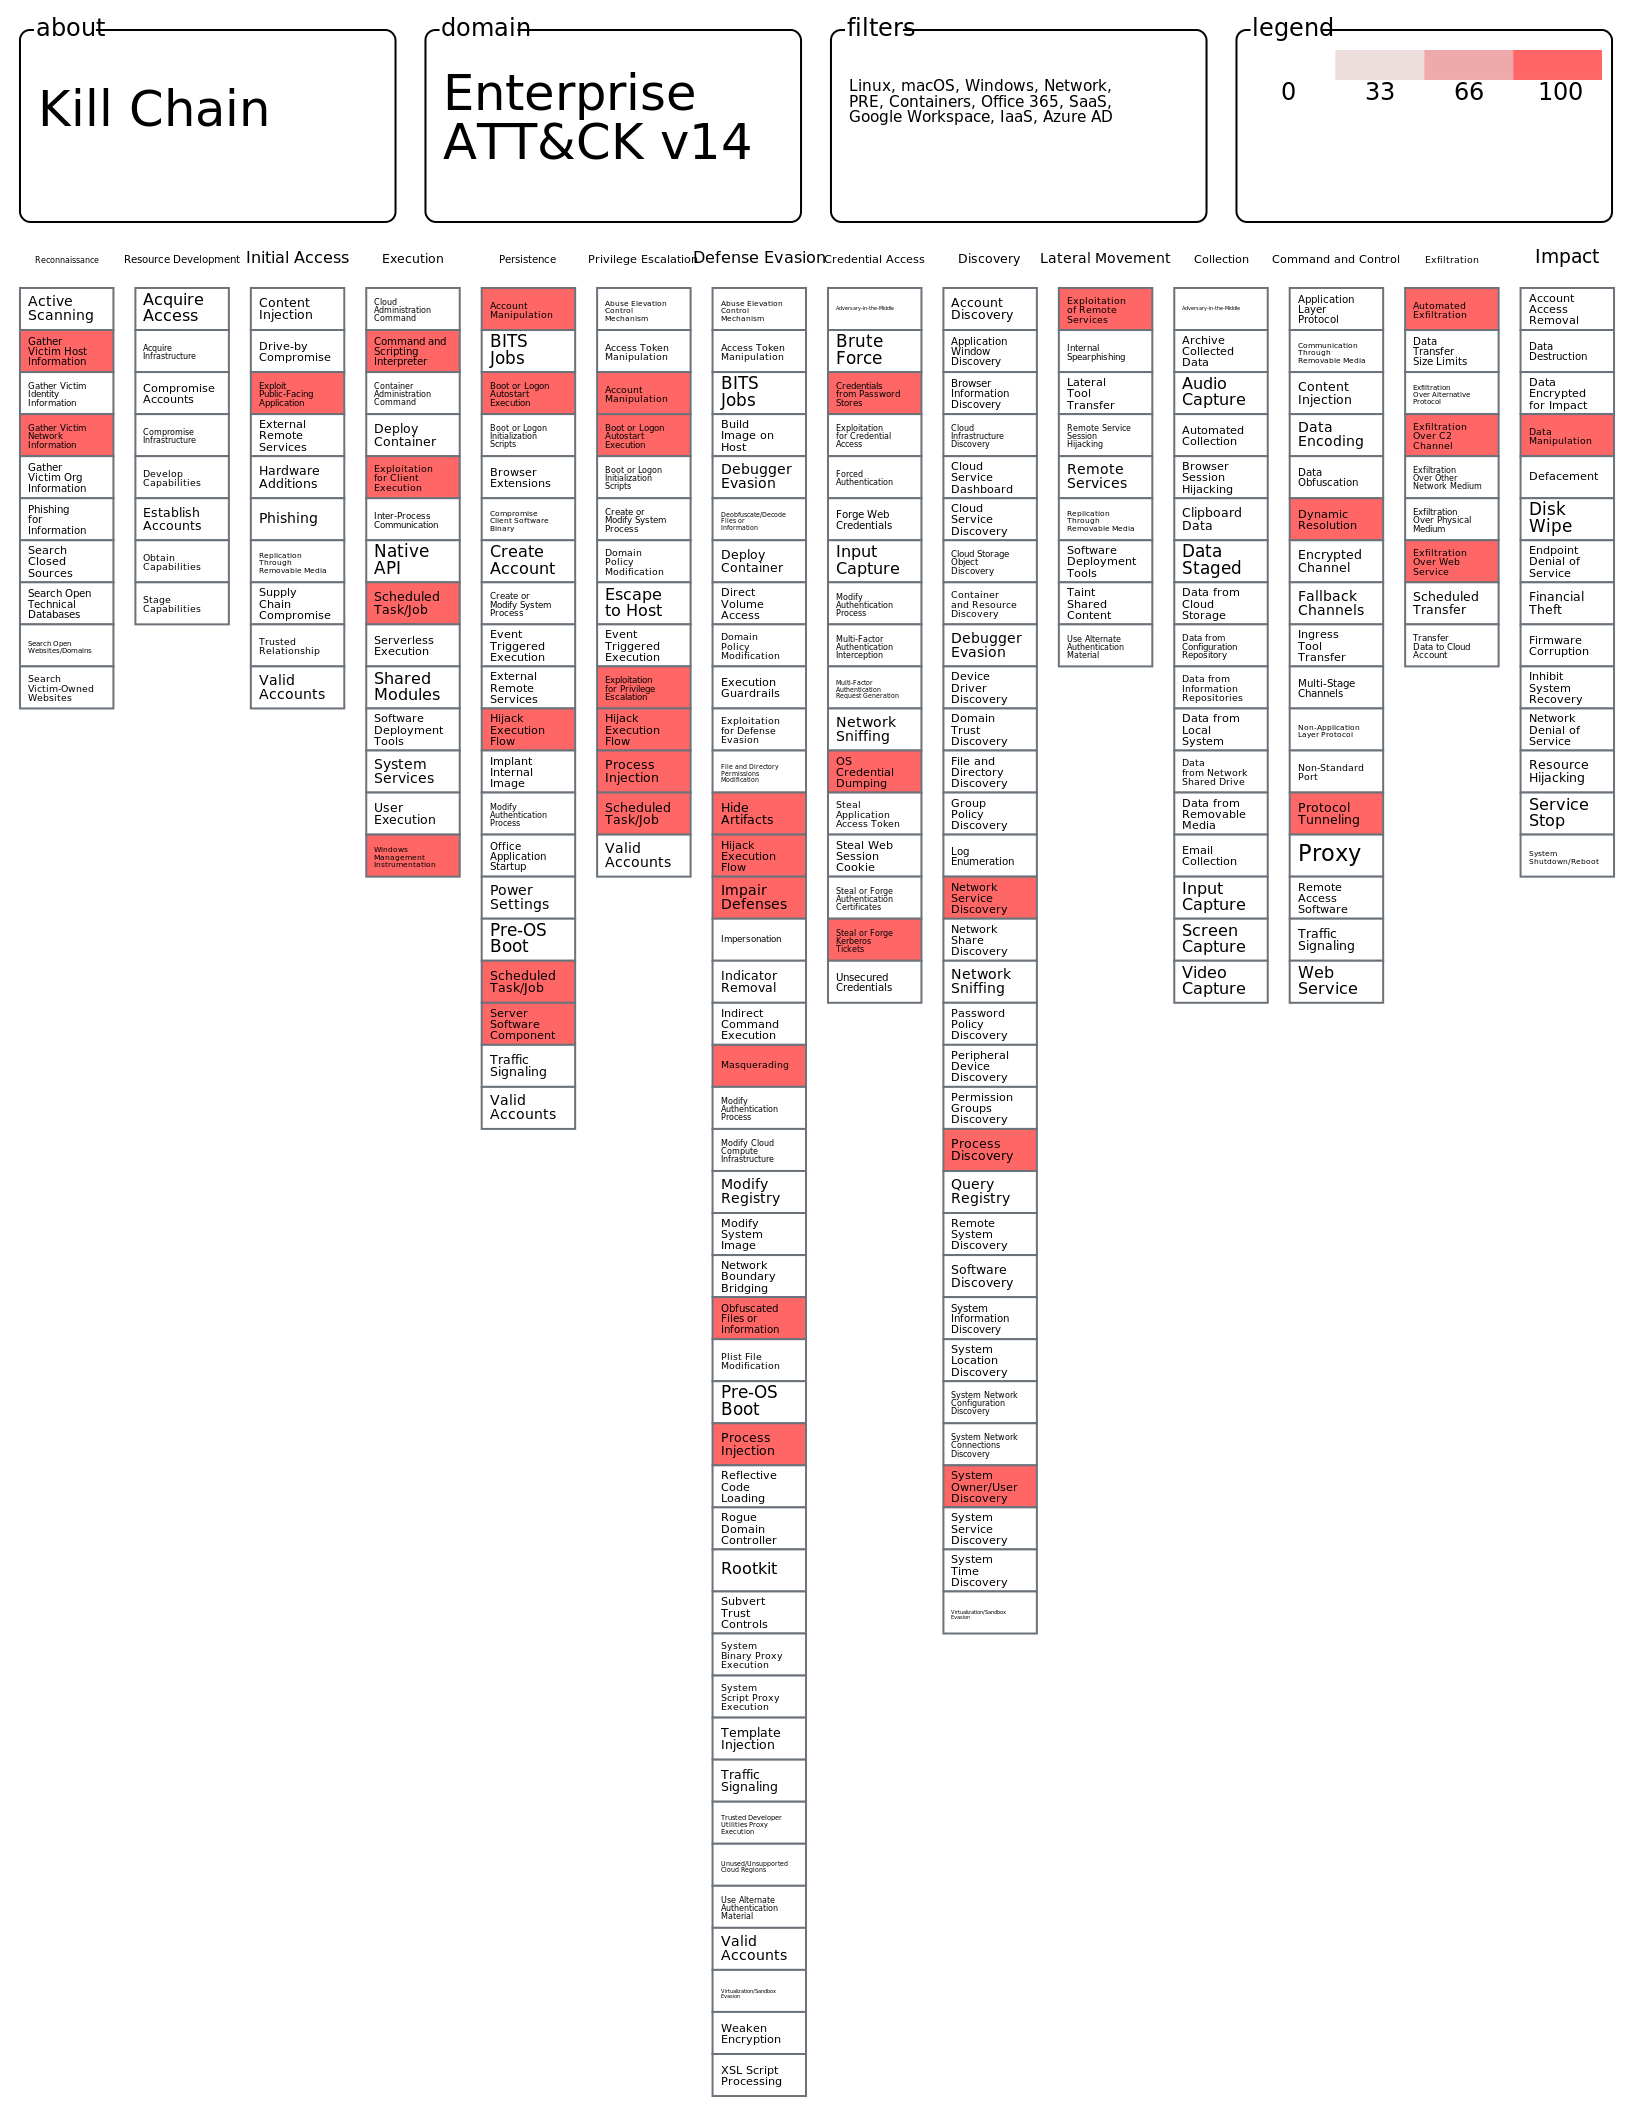 about
Kill Chain
domain
Enterprise
ATT&CK v14
filters
Linux, macOS, Windows, Network,
PRE, Containers, Office 365, SaaS,
Google Workspace, IaaS, Azure AD
legend
0
33
66
100
Reconnaissance
Active
Scanning
Gather
Victim Host
Information
Gather Victim
Identity
Information
Gather Victim
Network
Information
Gather
Victim Org
Information
Phishing
for
Information
Search
Closed
Sources
Search Open
Technical
Databases
Search Open
Websites/Domains
Search
Victim-Owned
Websites
Resource Development
Acquire
Access
Acquire
Infrastructure
Compromise
Accounts
Compromise
Infrastructure
Develop
Capabilities
Establish
Accounts
Obtain
Capabilities
Stage
Capabilities
Initial Access
Content
Injection
Drive-by
Compromise
Exploit
Public-Facing
Application
External
Remote
Services
Hardware
Additions
Phishing
Replication
Through
Removable Media
Supply
Chain
Compromise
Trusted
Relationship
Valid
Accounts
Execution
Cloud
Administration
Command
Command and
Scripting
Interpreter
Container
Administration
Command
Deploy
Container
Exploitation
for Client
Execution
Inter-Process
Communication
Native
API
Scheduled
Task/Job
Serverless
Execution
Shared
Modules
Software
Deployment
Tools
System
Services
User
Execution
Windows
Management
Instrumentation
Persistence
Account
Manipulation
BITS
Jobs
Boot or Logon
Autostart
Execution
Boot or Logon
Initialization
Scripts
Browser
Extensions
Compromise
Client Software
Binary
Create
Account
Create or
Modify System
Process
Event
Triggered
Execution
External
Remote
Services
Hijack
Execution
Flow
Implant
Internal
Image
Modify
Authentication
Process
Office
Application
Startup
Power
Settings
Pre-OS
Boot
Scheduled
Task/Job
Server
Software
Component
Traffic
Signaling
Valid
Accounts
Privilege Escalation
Abuse Elevation
Control
Mechanism
Access Token
Manipulation
Account
Manipulation
Boot or Logon
Autostart
Execution
Boot or Logon
Initialization
Scripts
Create or
Modify System
Process
Domain
Policy
Modification
Escape
to Host
Event
Triggered
Execution
Exploitation
for Privilege
Escalation
Hijack
Execution
Flow
Process
Injection
Scheduled
Task/Job
Valid
Accounts
Defense Evasion
Abuse Elevation
Control
Mechanism
Access Token
Manipulation
BITS
Jobs
Build
Image on
Host
Debugger
Evasion
Deobfuscate/Decode
Files or
Information
Deploy
Container
Direct
Volume
Access
Domain
Policy
Modification
Execution
Guardrails
Exploitation
for Defense
Evasion
File and Directory
Permissions
Modification
Hide
Artifacts
Hijack
Execution
Flow
Impair
Defenses
Impersonation
Indicator
Removal
Indirect
Command
Execution
Masquerading
Modify
Authentication
Process
Modify Cloud
Compute
Infrastructure
Modify
Registry
Modify
System
Image
Network
Boundary
Bridging
Obfuscated
Files or
Information
Plist File
Modification
Pre-OS
Boot
Process
Injection
Reflective
Code
Loading
Rogue
Domain
Controller
Rootkit
Subvert
Trust
Controls
System
Binary Proxy
Execution
System
Script Proxy
Execution
Template
Injection
Traffic
Signaling
Trusted Developer
Utilities Proxy
Execution
Unused/Unsupported
Cloud Regions
Use Alternate
Authentication
Material
Valid
Accounts
Virtualization/Sandbox
Evasion
Weaken
Encryption
XSL Script
Processing
Credential Access
Adversary-in-the-Middle
Brute
Force
Credentials
from Password
Stores
Exploitation
for Credential
Access
Forced
Authentication
Forge Web
Credentials
Input
Capture
Modify
Authentication
Process
Multi-Factor
Authentication
Interception
Multi-Factor
Authentication
Request Generation
Network
Sniffing
OS
Credential
Dumping
Steal
Application
Access Token
Steal Web
Session
Cookie
Steal or Forge
Authentication
Certificates
Steal or Forge
Kerberos
Tickets
Unsecured
Credentials
Discovery
Account
Discovery
Application
Window
Discovery
Browser
Information
Discovery
Cloud
Infrastructure
Discovery
Cloud
Service
Dashboard
Cloud
Service
Discovery
Cloud Storage
Object
Discovery
Container
and Resource
Discovery
Debugger
Evasion
Device
Driver
Discovery
Domain
Trust
Discovery
File and
Directory
Discovery
Group
Policy
Discovery
Log
Enumeration
Network
Service
Discovery
Network
Share
Discovery
Network
Sniffing
Password
Policy
Discovery
Peripheral
Device
Discovery
Permission
Groups
Discovery
Process
Discovery
Query
Registry
Remote
System
Discovery
Software
Discovery
System
Information
Discovery
System
Location
Discovery
System Network
Configuration
Discovery
System Network
Connections
Discovery
System
Owner/User
Discovery
System
Service
Discovery
System
Time
Discovery
Virtualization/Sandbox
Evasion
Lateral Movement
Exploitation
of Remote
Services
Internal
Spearphishing
Lateral
Tool
Transfer
Remote Service
Session
Hijacking
Remote
Services
Replication
Through
Removable Media
Software
Deployment
Tools
Taint
Shared
Content
Use Alternate
Authentication
Material
Collection
Adversary-in-the-Middle
Archive
Collected
Data
Audio
Capture
Automated
Collection
Browser
Session
Hijacking
Clipboard
Data
Data
Staged
Data from
Cloud
Storage
Data from
Configuration
Repository
Data from
Information
Repositories
Data from
Local
System
Data
from Network
Shared Drive
Data from
Removable
Media
Email
Collection
Input
Capture
Screen
Capture
Video
Capture
Command and Control
Application
Layer
Protocol
Communication
Through
Removable Media
Content
Injection
Data
Encoding
Data
Obfuscation
Dynamic
Resolution
Encrypted
Channel
Fallback
Channels
Ingress
Tool
Transfer
Multi-Stage
Channels
Non-Application
Layer Protocol
Non-Standard
Port
Protocol
Tunneling
Proxy
Remote
Access
Software
Traffic
Signaling
Web
Service
Exfiltration
Automated
Exfiltration
Data
Transfer
Size Limits
Exfiltration
Over Alternative
Protocol
Exfiltration
Over C2
Channel
Exfiltration
Over Other
Network Medium
Exfiltration
Over Physical
Medium
Exfiltration
Over Web
Service
Scheduled
Transfer
Transfer
Data to Cloud
Account
Impact
Account
Access
Removal
Data
Destruction
Data
Encrypted
for Impact
Data
Manipulation
Defacement
Disk
Wipe
Endpoint
Denial of
Service
Financial
Theft
Firmware
Corruption
Inhibit
System
Recovery
Network
Denial of
Service
Resource
Hijacking
Service
Stop
System
Shutdown/Reboot